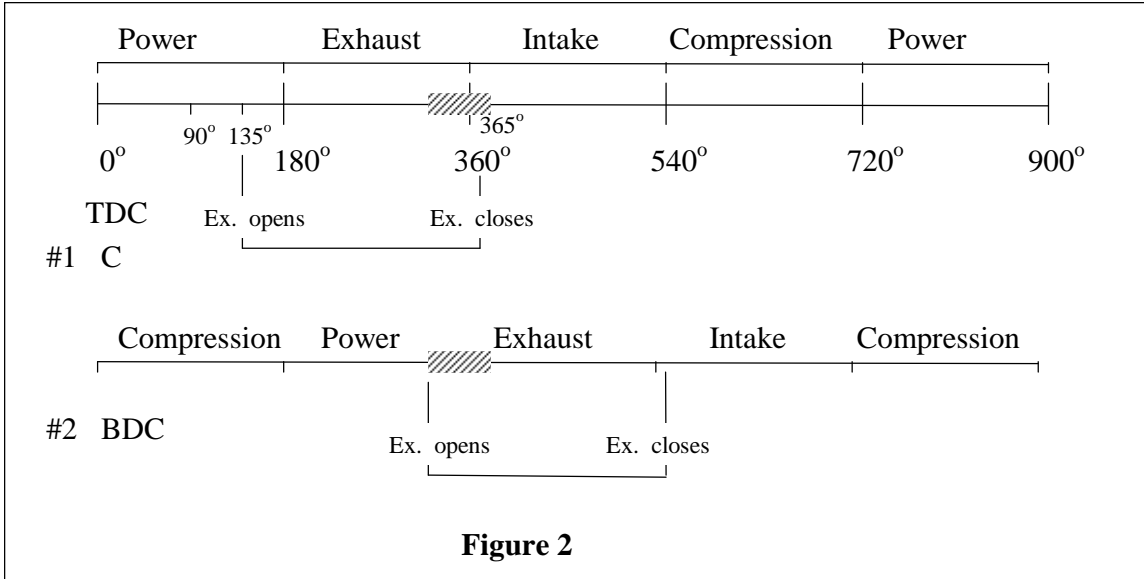 Power Exhaust Intake Compression Power
90° 135° 365°
0° 180° 360° 540° 720° 900°
TDC Ex. opens Ex. closes
#1 C
Compression Power Exhaust Intake Compression
#2 BDC
Ex. opens Ex. closes
Figure 2